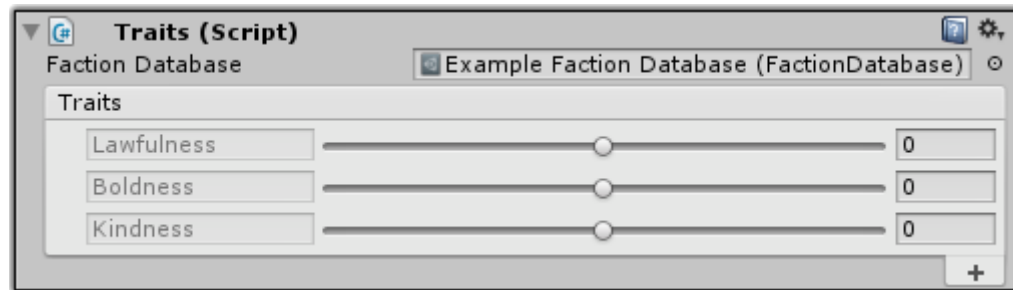 Traits (Script)
Faction Database Example Faction Database (FactionDatabase)
Traits
Lawfulness 0
Boldness 0
Kindness 0
+